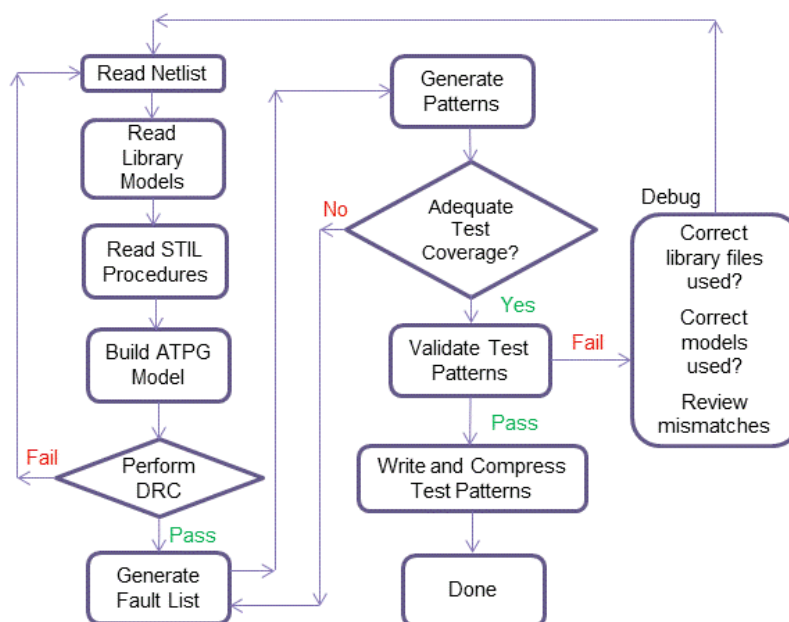 Read Netlist
Read
Library
Models
Read STIL
Procedures
Build ATPG
Model
Fail
Perform
DRC
Pass
Generate
Fault List
Generate
Patterns
No
Adequate
Test
Coverage?
Yes
Validate Test
Patterns
Fail
Pass
Write and Compress
Test Patterns
Done
Debug
Correct
library files
used?
Correct
models
used?
Review
mismatches